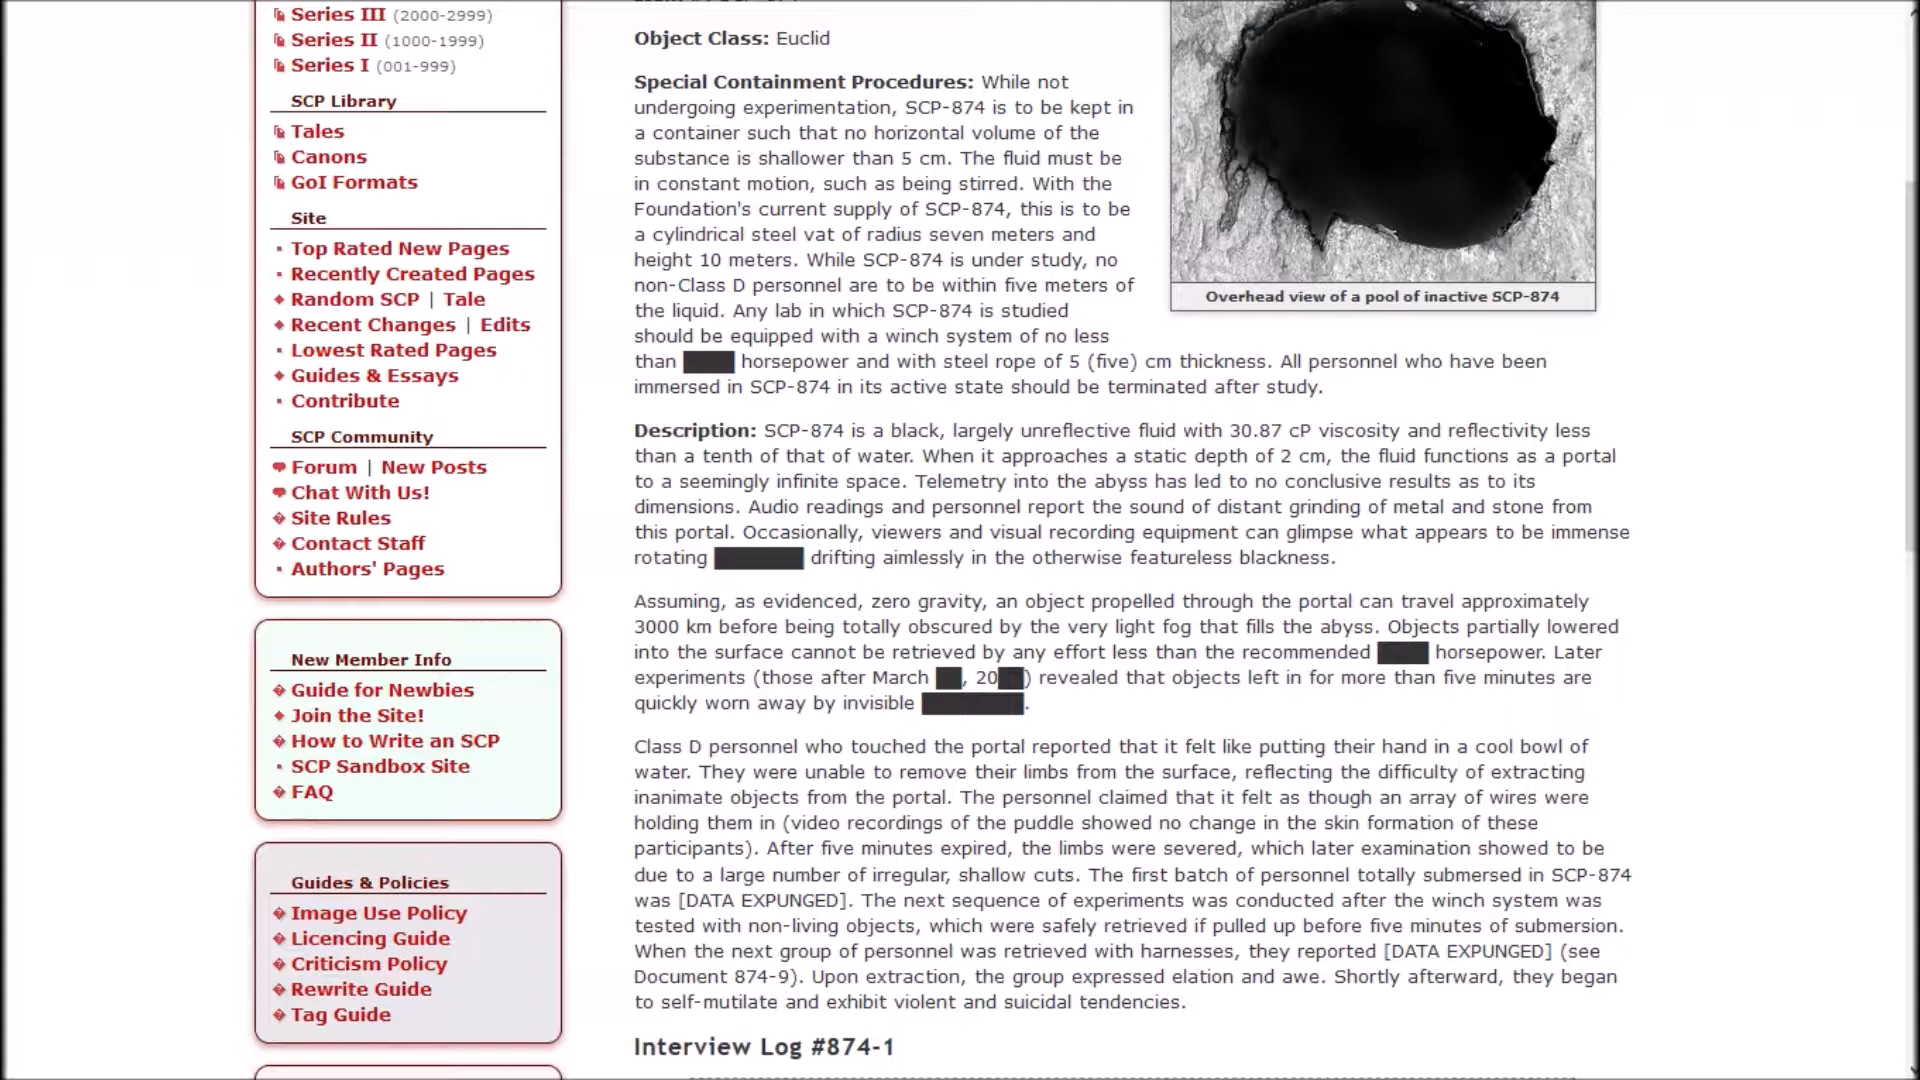 Series III (2000-2999)
Series II (1000-1999)
Series I (001-999)
SCP Library
Tales
Canons
GoI Formats
Site
Top Rated New Pages
Recently Created Pages
Random SCP | Tale
Recent Changes | Edits
Lowest Rated Pages
Guides & Essays
Contribute
SCP Community
Forum | New Posts
Chat With Us!
Site Rules
Contact Staff
Authors' Pages
New Member Info
Guide for Newbies
Join the Site!
How to Write an SCP
SCP Sandbox Site
FAQ
Guides & Policies
Image Use Policy
Licencing Guide
Criticism Policy
Rewrite Guide
Tag Guide
Object Class: Euclid
Special Containment Procedures: While not
undergoing experimentation, SCP-874 is to be kept in
a container such that no horizontal volume of the
substance is shallower than 5 cm. The fluid must be
in constant motion, such as being stirred. With the
Foundation's current supply of SCP-874, this is to be
a cylindrical steel vat of radius seven meters and
height 10 meters. While SCP-874 is under study, no
non-Class D personnel are to be within five meters of
the liquid. Any lab in which SCP-874 is studied
should be equipped with a winch system of no less
than ████ horsepower and with steel rope of 5 (five) cm thickness. All personnel who have been
immersed in SCP-874 in its active state should be terminated after study.
Overhead view of a pool of inactive SCP-874
Description: SCP-874 is a black, largely unreflective fluid with 30.87 cP viscosity and reflectivity less
than a tenth of that of water. When it approaches a static depth of 2 cm, the fluid functions as a portal
to a seemingly infinite space. Telemetry into the abyss has led to no conclusive results as to its
dimensions. Audio readings and personnel report the sound of distant grinding of metal and stone from
this portal. Occasionally, viewers and visual recording equipment can glimpse what appears to be immense
rotating ███████ drifting aimlessly in the otherwise featureless blackness.
Assuming, as evidenced, zero gravity, an object propelled through the portal can travel approximately
3000 km before being totally obscured by the very light fog that fills the abyss. Objects partially lowered
into the surface cannot be retrieved by any effort less than the recommended ████ horsepower. Later
experiments (those after March ██, 20██) revealed that objects left in for more than five minutes are
quickly worn away by invisible ████████.
Class D personnel who touched the portal reported that it felt like putting their hand in a cool bowl of
water. They were unable to remove their limbs from the surface, reflecting the difficulty of extracting
inanimate objects from the portal. The personnel claimed that it felt as though an array of wires were
holding them in (video recordings of the puddle showed no change in the skin formation of these
participants). After five minutes expired, the limbs were severed, which later examination showed to be
due to a large number of irregular, shallow cuts. The first batch of personnel totally submersed in SCP-874
was [DATA EXPUNGED]. The next sequence of experiments was conducted after the winch system was
tested with non-living objects, which were safely retrieved if pulled up before five minutes of submersion.
When the next group of personnel was retrieved with harnesses, they reported [DATA EXPUNGED] (see
Document 874-9). Upon extraction, the group expressed elation and awe. Shortly afterward, they began
to self-mutilate and exhibit violent and suicidal tendencies.
Interview Log #874-1